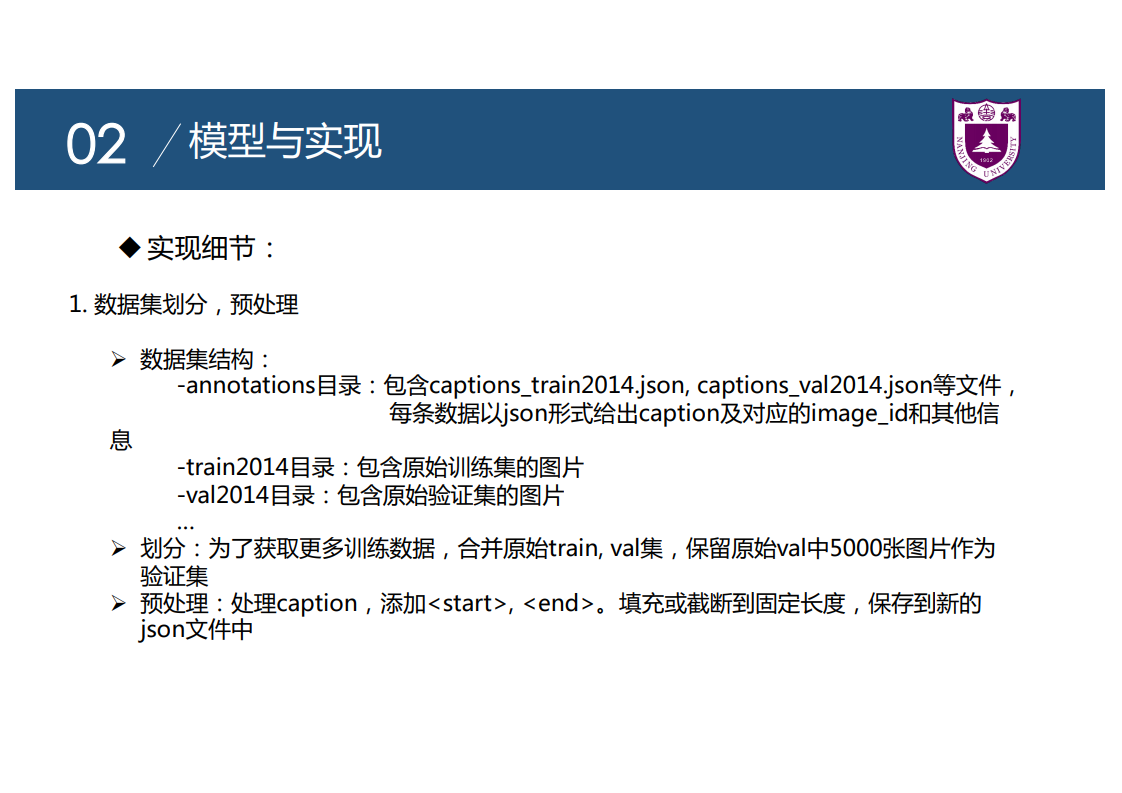 02 / 模型与实现
NANJING UNIVERSITY
1902
◆ 实现细节：
1. 数据集划分，预处理
➢ 数据集结构：
-annotations目录：包含captions_train2014.json, captions_val2014.json等文件，
每条数据以json形式给出caption及对应的image_id和其他信
息
-train2014目录：包含原始训练集的图片
-val2014目录：包含原始验证集的图片
...
➢ 划分：为了获取更多训练数据，合并原始train, val集，保留原始val中5000张图片作为
验证集
➢ 预处理：处理caption，添加<start>, <end>。填充或截断到固定长度，保存到新的
json文件中